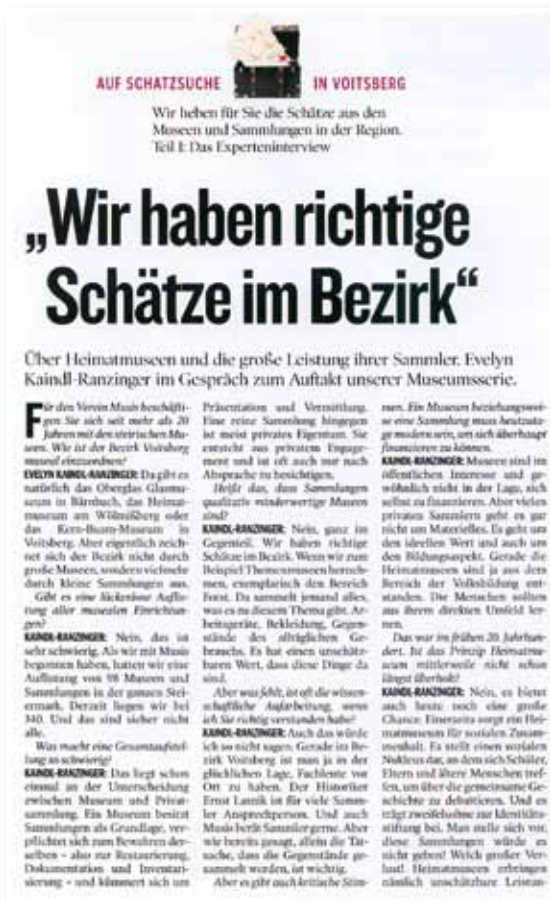 AUF SCHATZSUCHE IN VOITSBERG
Wir heben für Sie die Schätze aus den
Museen und Sammlungen in der Region.
Teil 1: Das Experteninterview
„Wir haben richtige
Schätze im Bezirk“
Über Heimatmuseen und die große Leistung ihrer Sammler. Evelyn
Kaindl-Ranzinger im Gespräch zum Auftakt unserer Museumsserie.
Für den Verein Musis beschäfti-
gen Sie sich seit mehr als 20
Jahren mit den steirischen Mu-
seen. Wie ist der Bezirk Voitsberg
museal einzuordnen?
EVELYN KAINDL-RANZINGER: Da gibt es
natürlich das Oberglas Glasmu-
seum in Bärnbach, das Heimat-
museum am Wölmißberg oder
das Kern-Buam-Museum in
Voitsberg. Aber eigentlich zeich-
net sich der Bezirk nicht durch
große Museen, sondern vielmehr
durch kleine Sammlungen aus.
Gibt es eine lückenlose Auflis-
tung aller musealen Einrichtun-
gen?
KAINDL-RANZINGER: Nein, das ist
sehr schwierig. Als wir mit Musis
begonnen haben, hatten wir eine
Auflistung von 98 Museen und
Sammlungen in der ganzen Stei-
ermark. Derzeit liegen wir bei
340. Und das sind sicher nicht
alle.
Was macht eine Gesamtaufstel-
lung so schwierig?
KAINDL-RANZINGER: Das liegt schon
einmal an der Unterscheidung
zwischen Museum und Privat-
sammlung. Ein Museum besitzt
Sammlungen als Grundlage, ver-
pflichtet sich zum Bewahren der-
selben – also zur Restaurierung,
Dokumentation und Inventari-
sierung – und kümmert sich um
Präsentation und Vermittlung.
Eine reine Sammlung hingegen
ist meist privates Eigentum. Sie
entsteht aus privatem Engage-
ment und ist oft auch nur nach
Absprache zu besichtigen.
Heißt das, dass Sammlungen
qualitativ minderwertige Museen
sind?
KAINDL-RANZINGER: Nein, ganz im
Gegenteil. Wir haben richtige
Schätze im Bezirk. Wenn wir zum
Beispiel Themenmuseen herneh-
men, exemplarisch den Bereich
Forst. Da sammelt jemand alles,
was es zu diesem Thema gibt. Ar-
beitsgeräte, Bekleidung, Gegen-
stände des alltäglichen Ge-
brauchs. Es hat einen unschätz-
baren Wert, dass diese Dinge da
sind.
Aber was fehlt, ist oft die wissen-
schaftliche Aufarbeitung, wenn
ich Sie richtig verstanden habe?
KAINDL-RANZINGER: Auch das würde
ich so nicht sagen. Gerade im Be-
zirk Voitsberg ist man ja in der
glücklichen Lage, Fachleute vor
Ort zu haben. Der Historiker
Ernst Lasnik ist für viele Samm-
ler Ansprechperson. Und auch
Musis berät Sammler gerne. Aber
wie bereits gesagt, allein die Tat-
sache, dass die Gegenstände ge-
sammelt werden, ist wichtig.
Aber es gibt auch kritische Stim-
men. Ein Museum beziehungswei-
se eine Sammlung muss heutzuta-
ge modern sein, um sich überhaupt
finanzieren zu können.
KAINDL-RANZINGER: Museen sind im
öffentlichen Interesse und ge-
wöhnlich nicht in der Lage, sich
selbst zu finanzieren. Aber vielen
privaten Sammlern geht es gar
nicht um Materielles. Es geht um
den ideellen Wert und auch um
den Bildungsaspekt. Gerade die
Heimatmuseen sind ja aus dem
Bereich der Volksbildung ent-
standen. Die Menschen sollten
aus ihrem direkten Umfeld ler-
nen.
Das war im frühen 20. Jahrhun-
dert. Ist das Prinzip Heimatmu-
seum mittlerweile nicht schon
längst überholt?
KAINDL-RANZINGER: Nein, es bietet
auch heute noch eine große
Chance. Einerseits sorgt ein Hei-
matmuseum für sozialen Zusam-
menhalt. Es stellt einen sozialen
Nukleus dar, an dem sich Schüler,
Eltern und ältere Menschen tref-
fen, um über die gemeinsame Ge-
schichte zu debattieren. Und es
trägt zweifelsohne zur Identitäts-
stiftung bei. Man stelle sich vor,
diese Sammlungen würde es
nicht geben! Welch großer Ver-
lust! Heimatmuseen erbringen
nämlich unschätzbare Leistun-